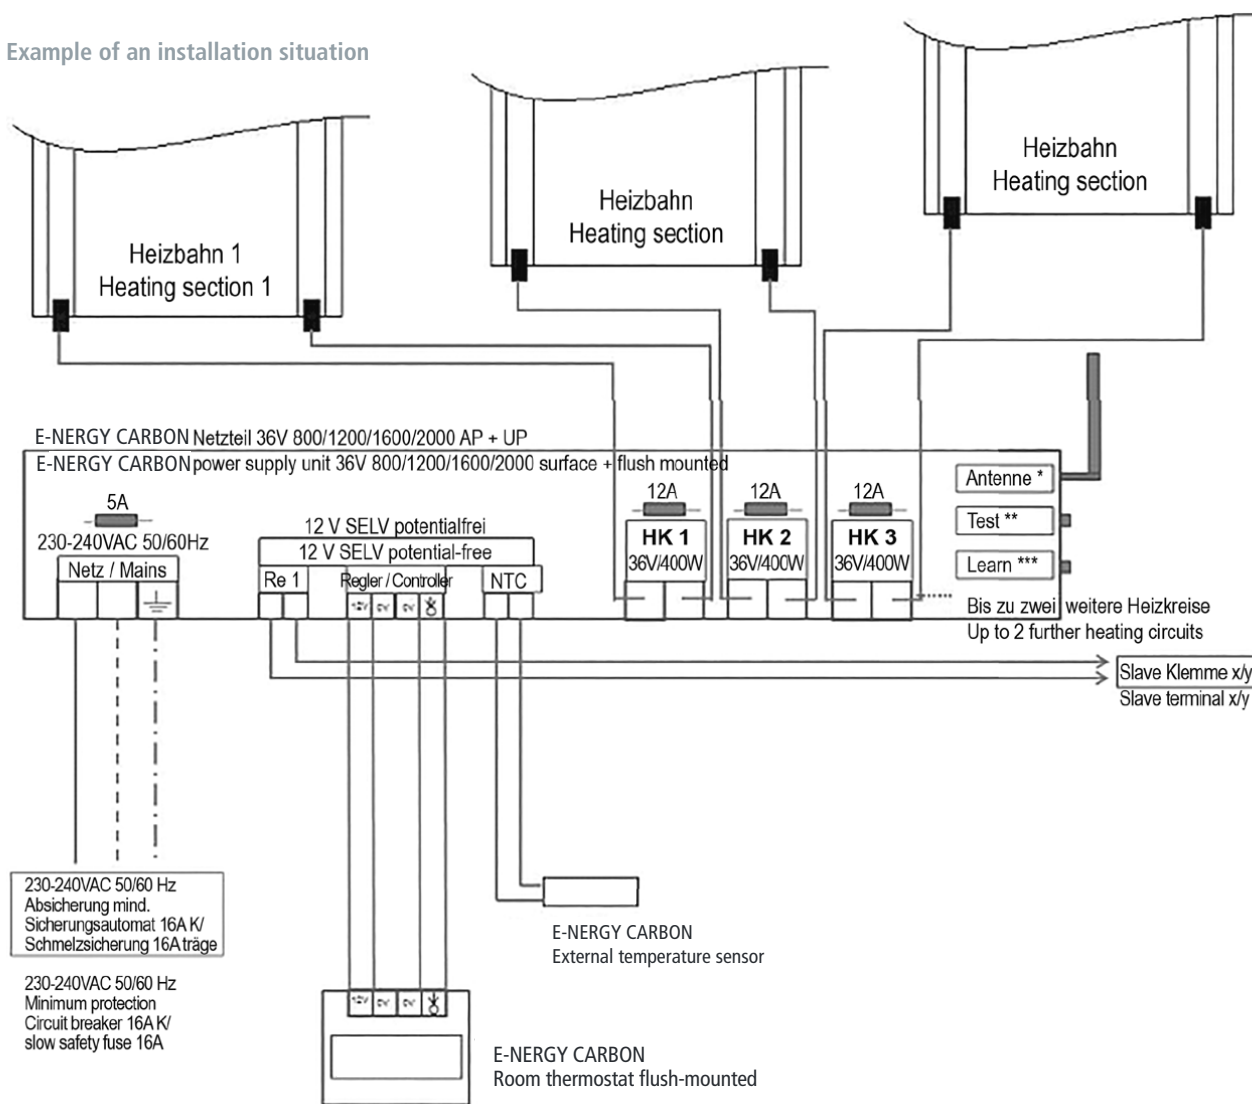 Example of an installation situation
Heizbahn
Heating section
Heizbahn
Heating section
Heizbahn 1
Heating section 1
E-NERGY CARBON Netzteil 36V 800/1200/1600/2000 AP + UP
E-NERGY CARBON power supply unit 36V 800/1200/1600/2000 surface + flush mounted
5A
230-240VAC 50/60Hz
Netz / Mains
12 V SELV potentialfrei
12 V SELV potential-free
Re 1
Regler / Controller
NTC
12V 0V 0V
12A
HK 1
36V/400W
12A
HK 2
36V/400W
12A
HK 3
36V/400W
Antenne *
Test **
Learn ***
Bis zu zwei weitere Heizkreise
Up to 2 further heating circuits
Slave Klemme x/y
Slave terminal x/y
230-240VAC 50/60 Hz
Absicherung mind.
Sicherungsautomat 16A K/
Schmelzsicherung 16A träge
230-240VAC 50/60 Hz
Minimum protection
Circuit breaker 16A K/
slow safety fuse 16A
E-NERGY CARBON
External temperature sensor
12V 0V 0V
E-NERGY CARBON
Room thermostat flush-mounted